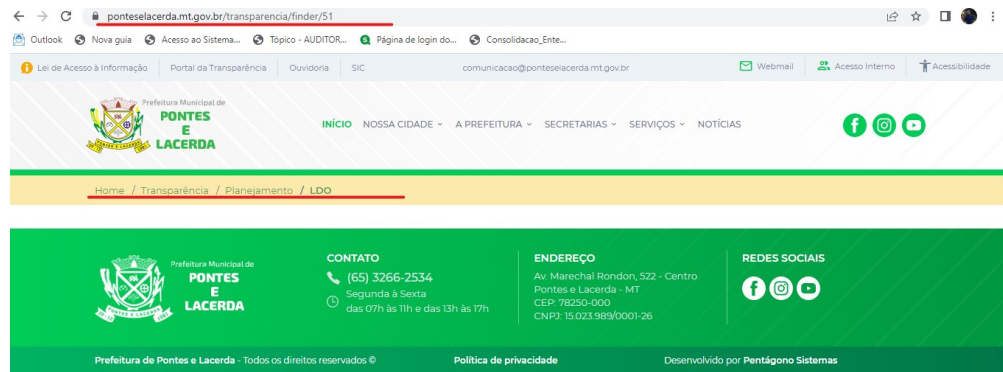 ponteselacerda.mt.gov.br/transparencia/finder/51
Outlook Nova guia Acesso ao Sistema... Tópico - AUDITOR... Página de login do... Consolidacao_Ente...
Lei de Acesso à Informação Portal da Transparência Ouvidoria SIC comunicacao@ponteselacerda.mt.gov.br Webmail Acesso Interno Acessibilidade
Prefeitura Municipal de
PONTES
E
LACERDA
INÍCIO NOSSA CIDADE A PREFEITURA SECRETARIAS SERVIÇOS NOTÍCIAS
Home / Transparência / Planejamento / LDO
Prefeitura Municipal de
PONTES
E
LACERDA
CONTATO
(65) 3266-2534
Segunda à Sexta
das 07h às 11h e das 13h às 17h
ENDEREÇO
Av. Marechal Rondon, 522 - Centro
Pontes e Lacerda - MT
CEP: 78250-000
CNPJ: 15.023.989/0001-26
REDES SOCIAIS
Prefeitura de Pontes e Lacerda - Todos os direitos reservados © Política de privacidade Desenvolvido por Pentágono Sistemas